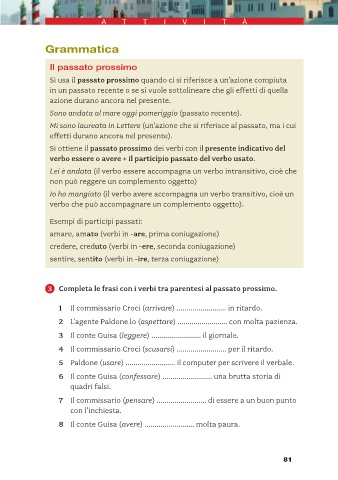 ATTIVITÀ
Grammatica
Il passato prossimo
Si usa il passato prossimo quando ci si riferisce a un'azione compiuta
in un passato recente o se si vuole sottolineare che gli effetti di quella
azione durano ancora nel presente.
Sono andata al mare oggi pomeriggio (passato recente).
Mi sono laureata in Lettere (un'azione che si riferisce al passato, ma i cui
effetti durano ancora nel presente).
Si ottiene il passato prossimo dei verbi con il presente indicativo del
verbo essere o avere + il participio passato del verbo usato.
Lei è andata (il verbo essere accompagna un verbo intransitivo, cioè che
non può reggere un complemento oggetto)
Io ho mangiato (il verbo avere accompagna un verbo transitivo, cioè un
verbo che può accompagnare un complemento oggetto).
Esempi di participi passati:
amare, amato (verbi in -are, prima coniugazione)
credere, creduto (verbi in -ere, seconda coniugazione)
sentire, sentito (verbi in -ire, terza coniugazione)
3 Completa le frasi con i verbi tra parentesi al passato prossimo.
1 Il commissario Croci (arrivare) ........................ in ritardo.
2 L'agente Paldone lo (aspettare) ........................ con molta pazienza.
3 Il conte Guisa (leggere) ........................ il giornale.
4 Il commissario Croci (scusarsi) ........................ per il ritardo.
5 Paldone (usare) ........................ il computer per scrivere il verbale.
6 Il conte Guisa (confessare) ........................ una brutta storia di
quadri falsi.
7 Il commissario (pensare) ........................ di essere a un buon punto
con l'inchiesta.
8 Il conte Guisa (avere) ........................ molta paura.
81